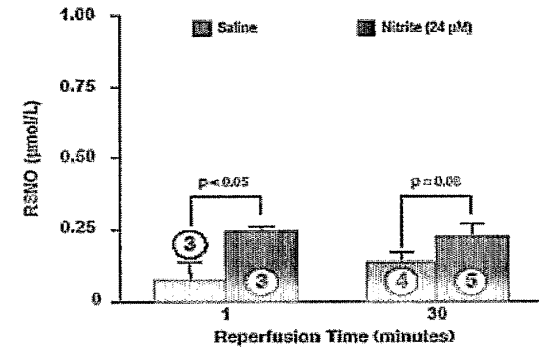 1.00
Saline
Nitrite (24 µM)
0.75
0.50
0.25
0
RSNO (µmol/L)
p<0.05
p=0.08
3
3
4
5
1
30
Reperfusion Time (minutes)